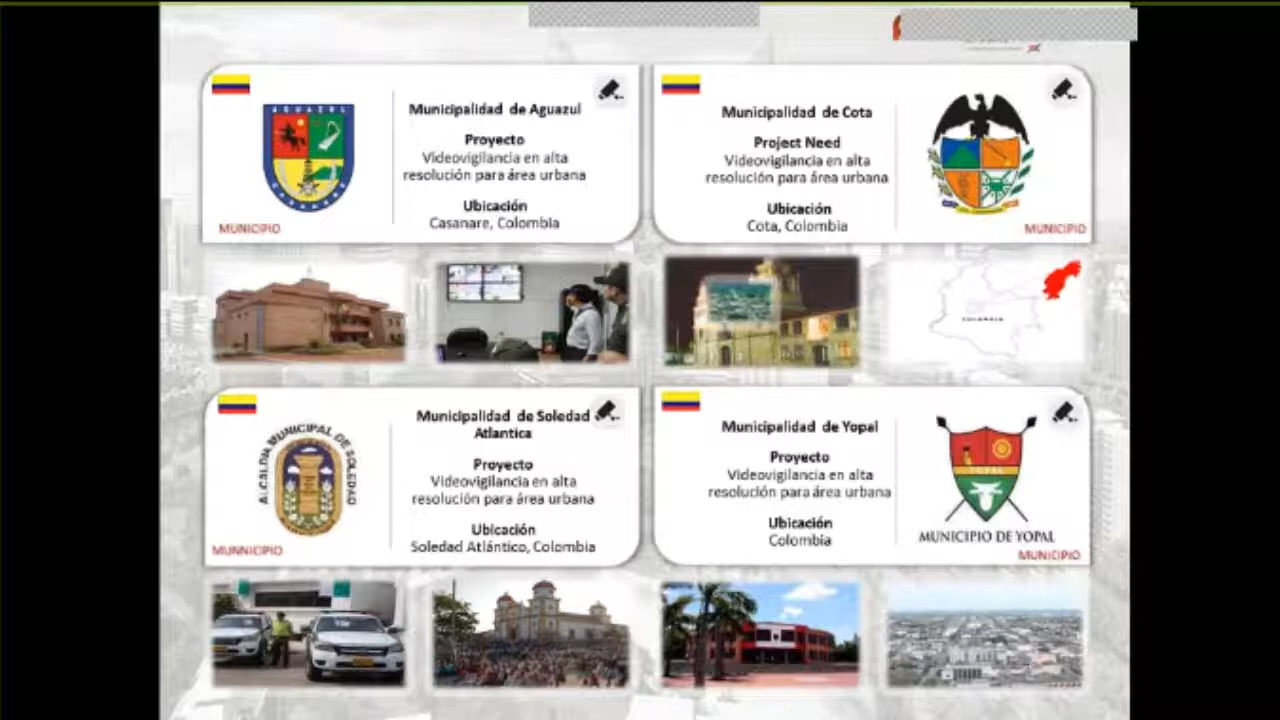 Municipalidad de Aguazul
Proyecto
Videovigilancia en alta
resolución para área urbana
Ubicación
Casanare, Colombia
AGUAZUL
CASANARE
MUNICIPIO
Municipalidad de Cota
Project Need
Videovigilancia en alta
resolución para área urbana
Ubicación
Cota, Colombia
MUNICIPIO
COLOMBIA
Municipalidad de Soledad
Atlantica
Proyecto
Videovigilancia en alta
resolución para área urbana
Ubicación
Soledad Atlántico, Colombia
ALCALDIA MUNICIPAL DE SOLEDAD
MUNNICIPIO
Municipalidad de Yopal
Proyecto
Videovigilancia en alta
resolución para área urbana
Ubicación
Colombia
YOPAL
MUNICIPIO DE YOPAL
MUNICIPIO